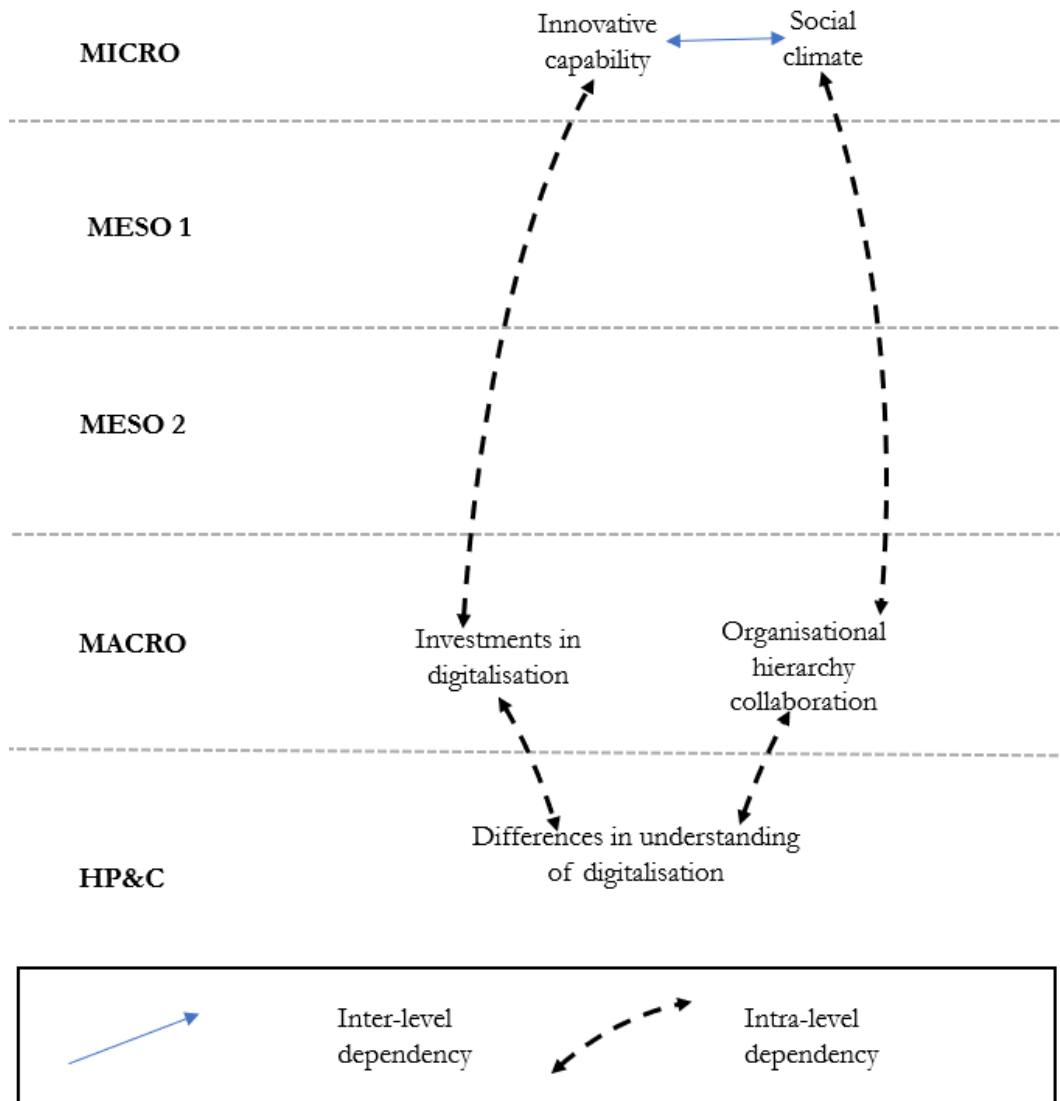 MICRO
Innovative
capability
Social
climate
MESO 1
MESO 2
MACRO
Investments in
digitalisation
Organisational
hierarchy
collaboration
HP&C
Differences in understanding
of digitalisation
Inter-level
dependency
Intra-level
dependency